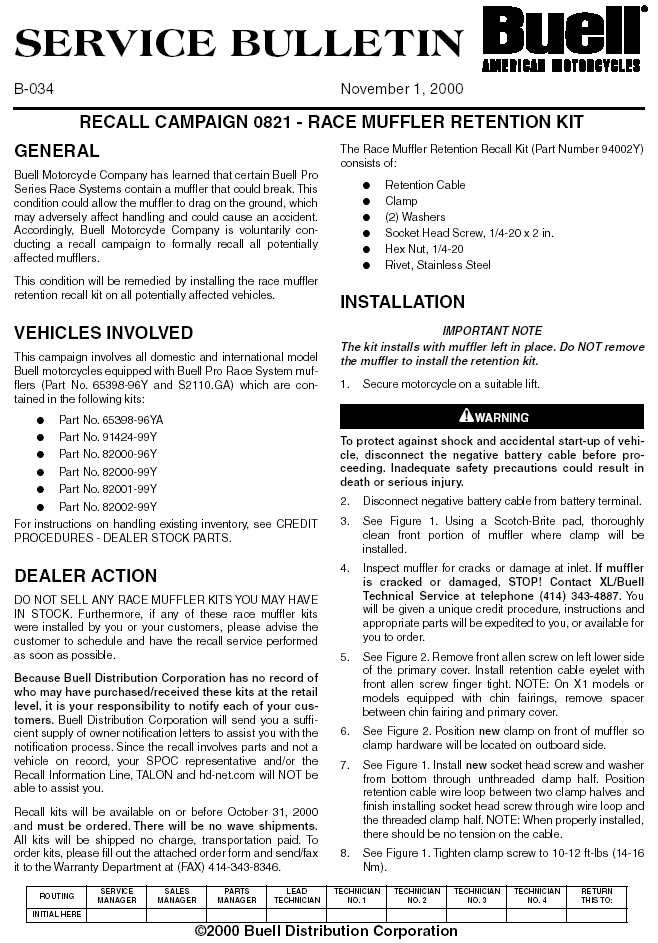 SERVICE BULLETIN
Buell
AMERICAN MOTORCYCLES
B-034
November 1, 2000
RECALL CAMPAIGN 0821 - RACE MUFFLER RETENTION KIT
GENERAL
Buell Motorcycle Company has learned that certain Buell Pro
Series Race Systems contain a muffler that could break. This
condition could allow the muffler to drag on the ground, which
may adversely affect handling and could cause an accident.
Accordingly, Buell Motorcycle Company is voluntarily con-
ducting a recall campaign to formally recall all potentially
affected mufflers.
This condition will be remedied by installing the race muffler
retention recall kit on all potentially affected vehicles.
VEHICLES INVOLVED
This campaign involves all domestic and international model
Buell motorcycles equipped with Buell Pro Race System muf-
flers (Part No. 65398-96Y and S2110.GA) which are con-
tained in the following kits:
● Part No. 65398-96YA
● Part No. 91424-99Y
● Part No. 82000-96Y
● Part No. 82000-99Y
● Part No. 82001-99Y
● Part No. 82002-99Y
For instructions on handling existing inventory, see CREDIT
PROCEDURES - DEALER STOCK PARTS.
DEALER ACTION
DO NOT SELL ANY RACE MUFFLER KITS YOU MAY HAVE
IN STOCK. Furthermore, if any of these race muffler kits
were installed by you or your customers, please advise the
customer to schedule and have the recall service performed
as soon as possible.
Because Buell Distribution Corporation has no record of
who may have purchased/received these kits at the retail
level, it is your responsibility to notify each of your cus-
tomers. Buell Distribution Corporation will send you a suffi-
cient supply of owner notification letters to assist you with the
notification process. Since the recall involves parts and not a
vehicle on record, your SPOC representative and/or the
Recall Information Line, TALON and hd-net.com will NOT be
able to assist you.
Recall kits will be available on or before October 31, 2000
and must be ordered. There will be no wave shipments.
All kits will be shipped no charge, transportation paid. To
order kits, please fill out the attached order form and send/fax
it to the Warranty Department at (FAX) 414-343-8346.
The Race Muffler Retention Recall Kit (Part Number 94002Y)
consists of:
● Retention Cable
● Clamp
● (2) Washers
● Socket Head Screw, 1/4-20 x 2 in.
● Hex Nut, 1/4-20
● Rivet, Stainless Steel
INSTALLATION
IMPORTANT NOTE
The kit installs with muffler left in place. Do NOT remove
the muffler to install the retention kit.
1. Secure motorcycle on a suitable lift.
WARNING
To protect against shock and accidental start-up of vehi-
cle, disconnect the negative battery cable before pro-
ceeding. Inadequate safety precautions could result in
death or serious injury.
2. Disconnect negative battery cable from battery terminal.
3. See Figure 1. Using a Scotch-Brite pad, thoroughly
clean front portion of muffler where clamp will be
installed.
4. Inspect muffler for cracks or damage at inlet. If muffler
is cracked or damaged, STOP! Contact XL/Buell
Technical Service at telephone (414) 343-4887. You
will be given a unique credit procedure, instructions and
appropriate parts will be expedited to you, or available for
you to order.
5. See Figure 2. Remove front allen screw on left lower side
of the primary cover. Install retention cable eyelet with
front allen screw finger tight. NOTE: On X1 models or
models equipped with chin fairings, remove spacer
between chin fairing and primary cover.
6. See Figure 2. Position new clamp on front of muffler so
clamp hardware will be located on outboard side.
7. See Figure 1. Install new socket head screw and washer
from bottom through unthreaded clamp half. Position
retention cable wire loop between two clamp halves and
finish installing socket head screw through wire loop and
the threaded clamp half. NOTE: When properly installed,
there should be no tension on the cable.
8. See Figure 1. Tighten clamp screw to 10-12 ft-lbs (14-16
Nm).
ROUTING SERVICE MANAGER SALES MANAGER PARTS MANAGER LEAD TECHNICIAN TECHNICIAN NO. 1 TECHNICIAN NO. 2 TECHNICIAN NO. 3 TECHNICIAN NO. 4 RETURN THIS TO:
INITIAL HERE
©2000 Buell Distribution Corporation